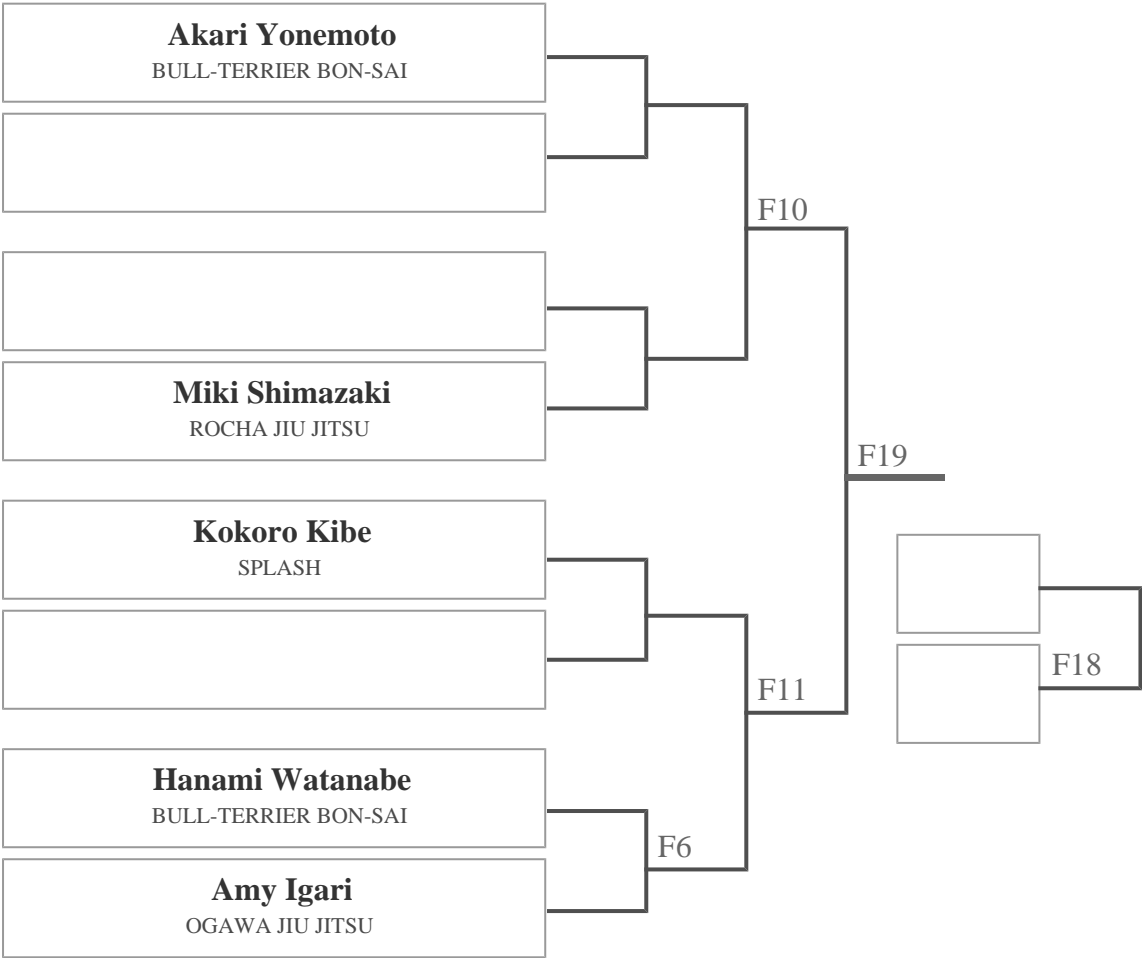 Akari Yonemoto
BULL-TERRIER BON-SAI
F10
Miki Shimazaki
ROCHA JIU JITSU
F19
Kokoro Kibe
SPLASH
F18
F11
Hanami Watanabe
BULL-TERRIER BON-SAI
F6
Amy Igari
OGAWA JIU JITSU